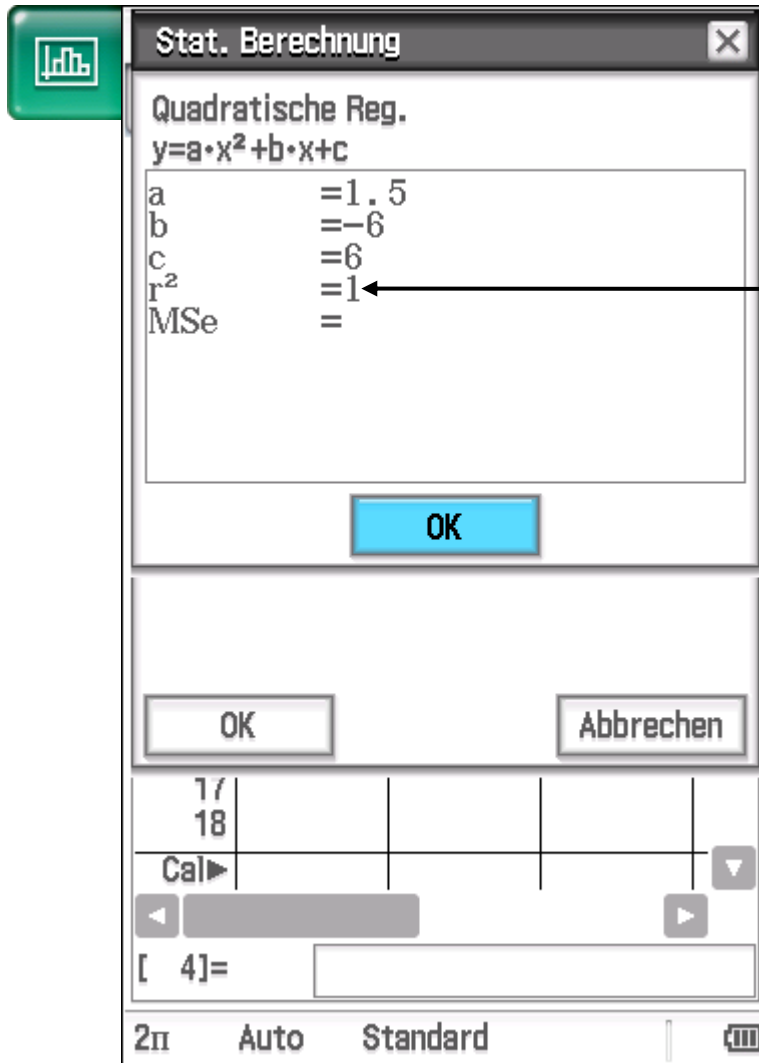 Stat. Berechnung
Quadratische Reg.
y=a·x²+b·x+c
a =1.5
b =-6
c =6
r² =1
MSe =
OK
OK Abbrechen
17
18
Cal▶
[ 4]=
2π Auto Standard